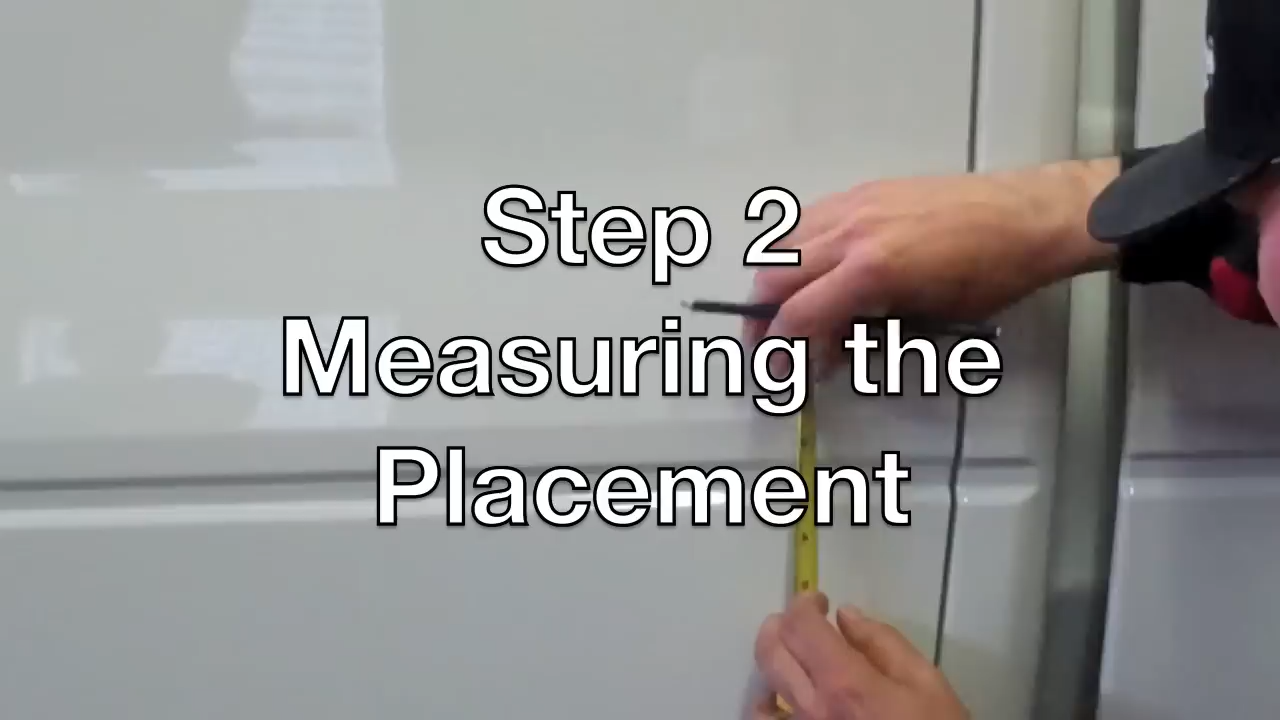 Step 2
Measuring the
Placement